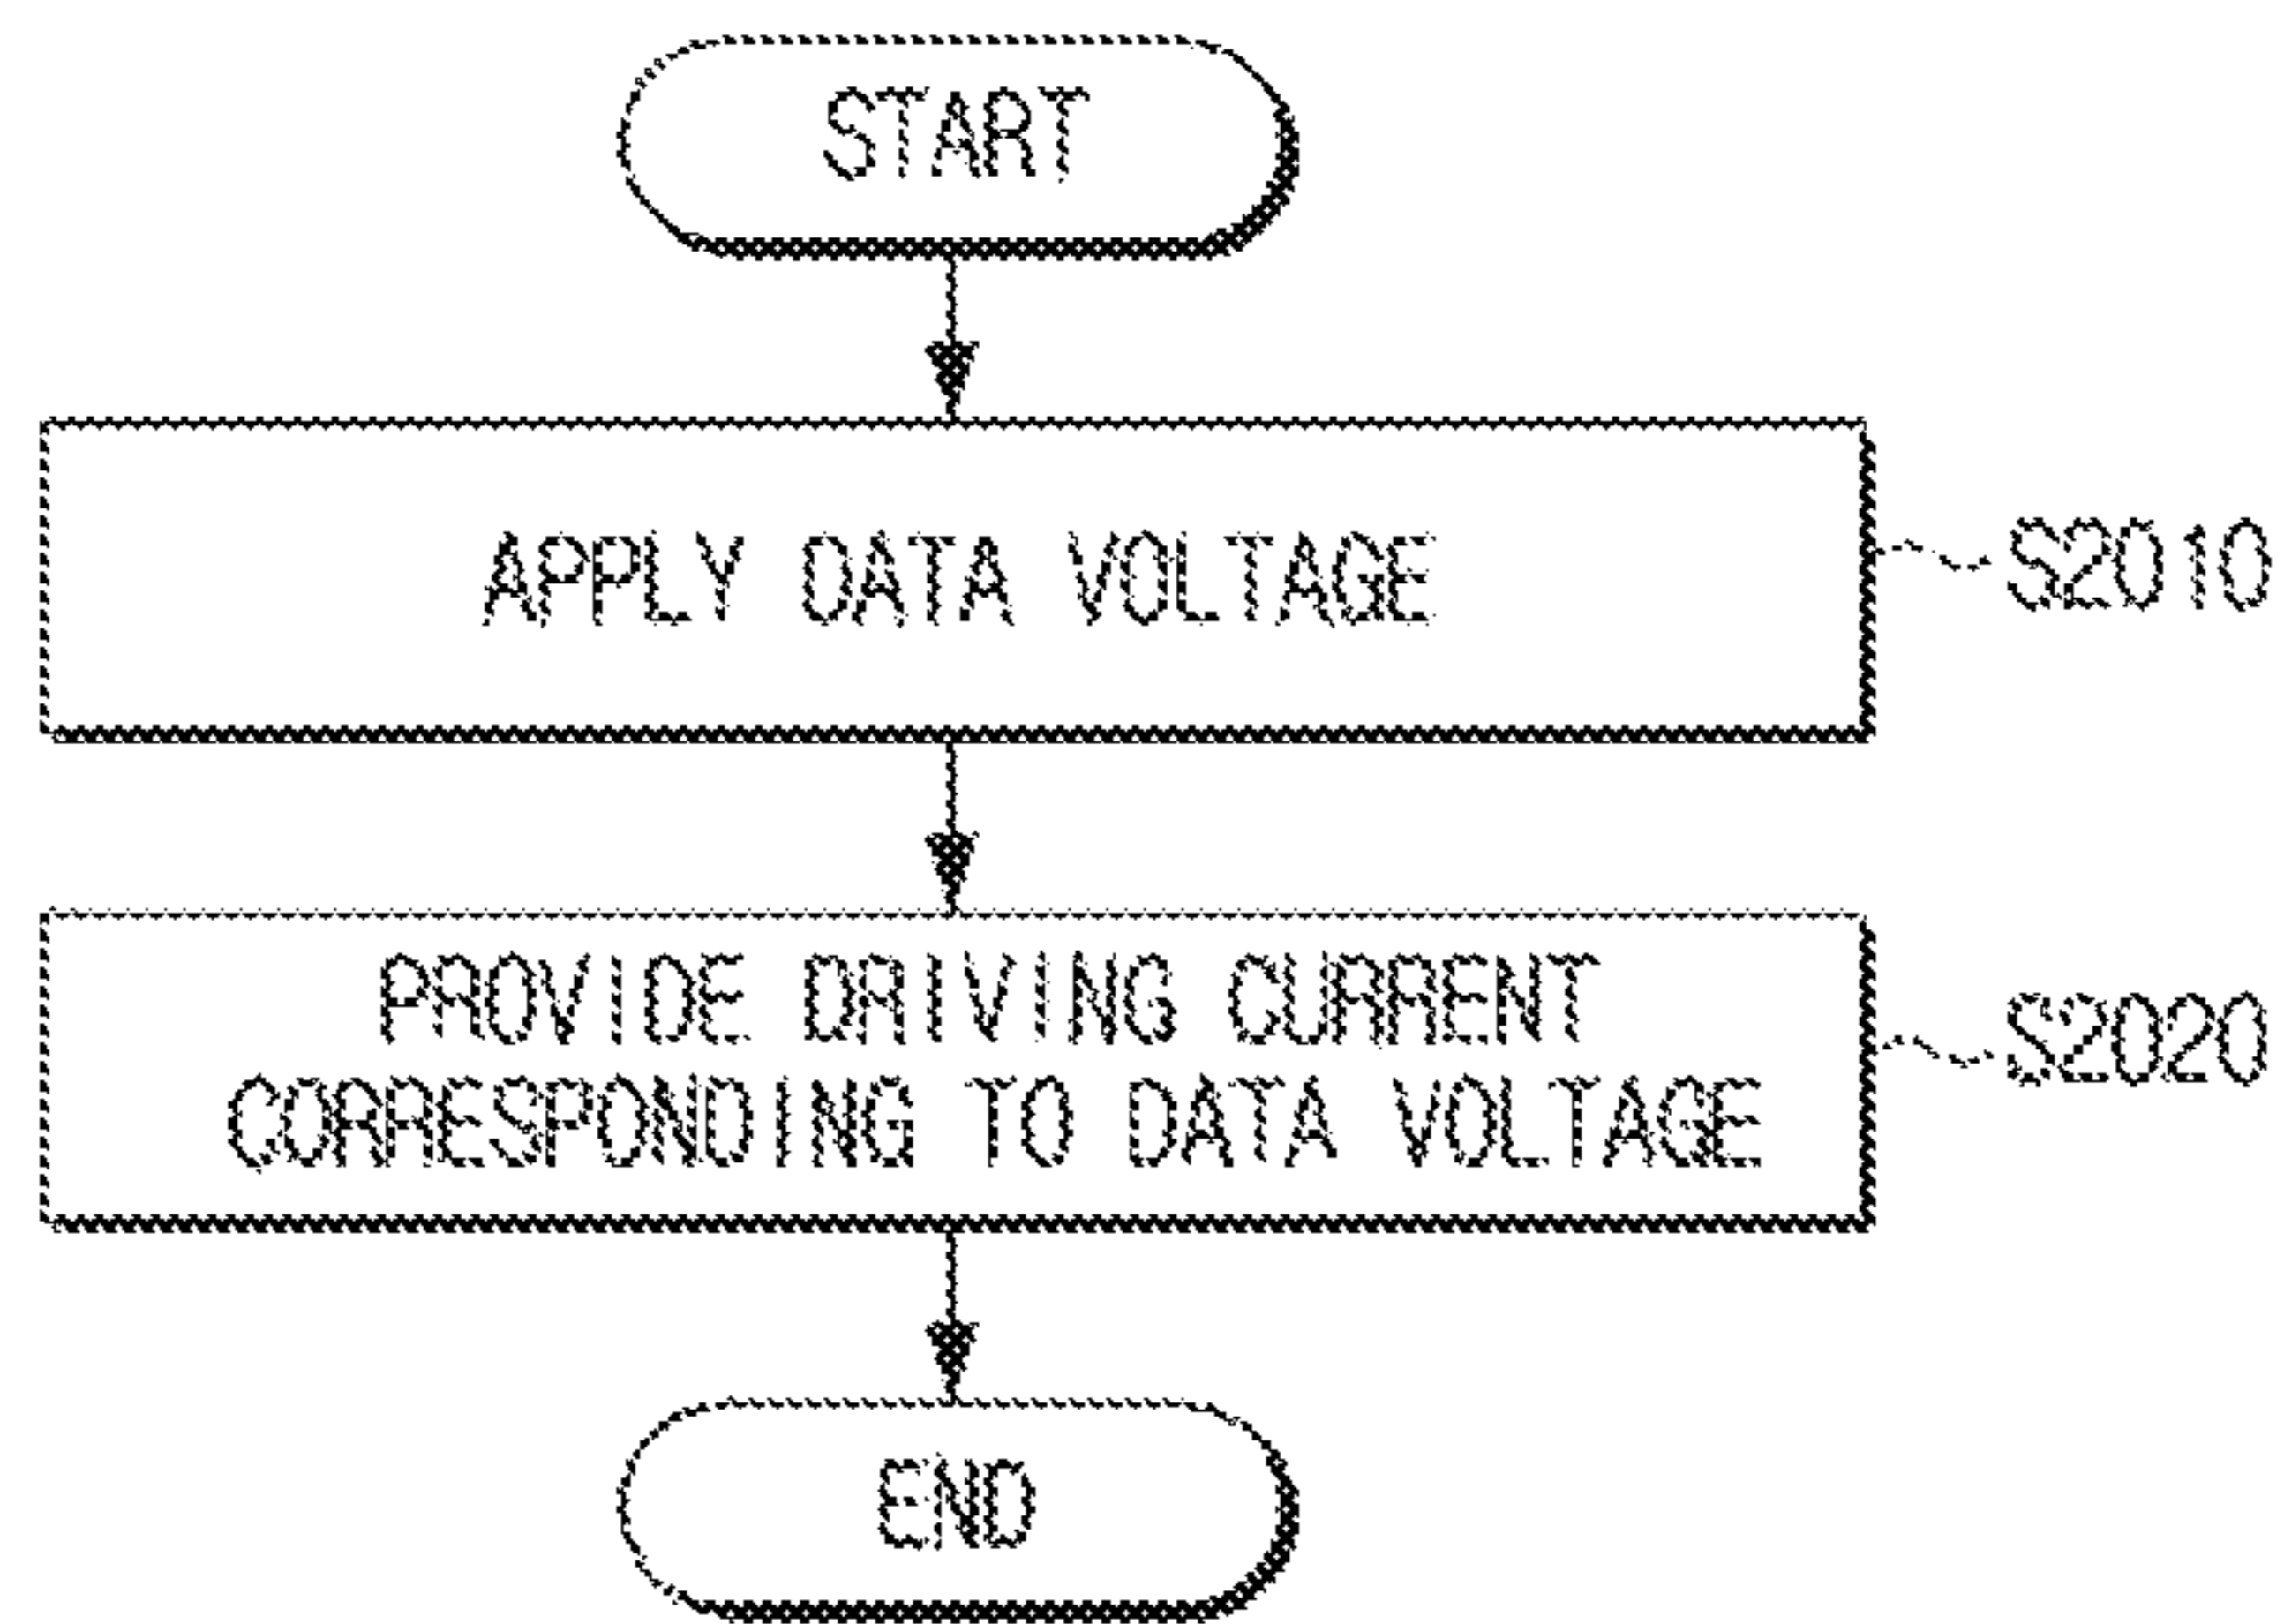 START
APPLY DATA VOLTAGE
S2010
PROVIDE DRIVING CURRENT
CORRESPONDING TO DATA VOLTAGE
S2020
END